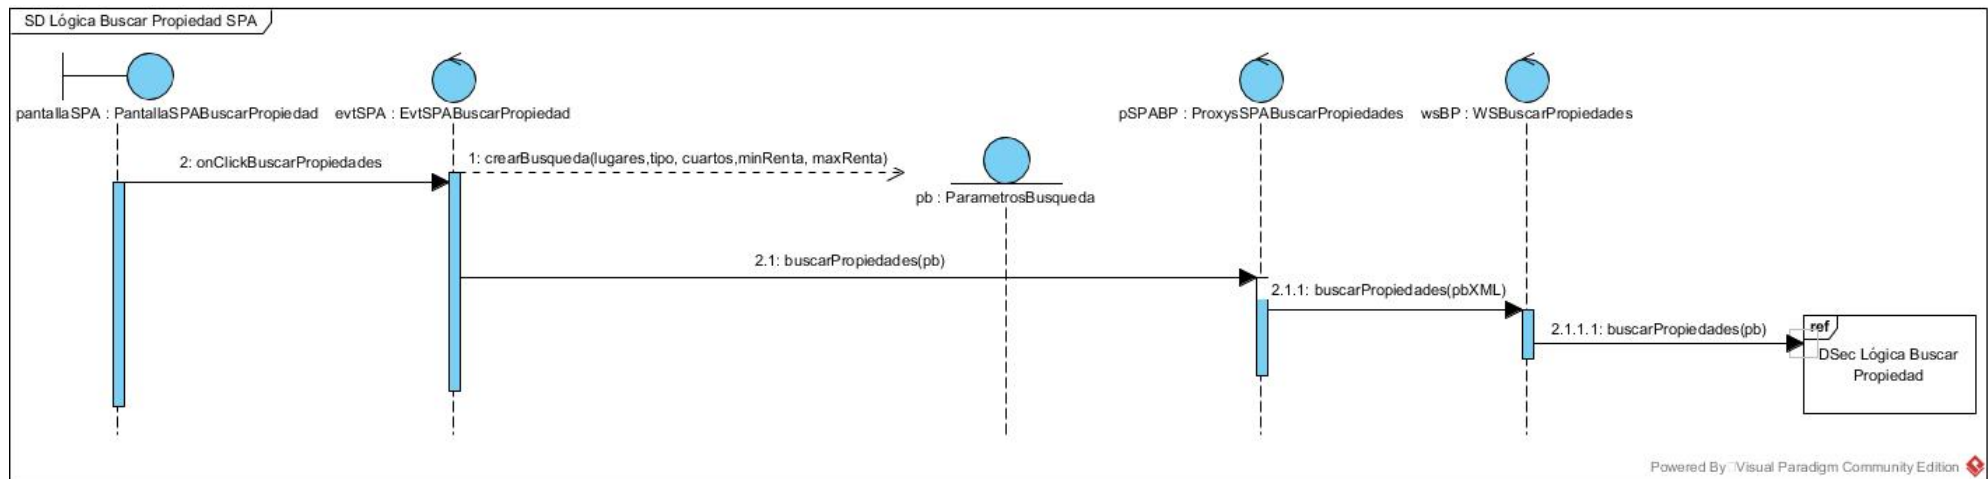 SD Lógica Buscar Propiedad SPA
pantallaSPA : PantallaSPABuscarPropiedad
evtSPA : EvtSPABuscarPropiedad
pSPABP : ProxysSPABuscarPropiedades
wsBP : WSBuscarPropiedades
2: onClickBuscarPropiedades
1: crearBusqueda(lugares,tipo, cuartos,minRenta, maxRenta)
pb : ParametrosBusqueda
2.1: buscarPropiedades(pb)
2.1.1: buscarPropiedades(pbXML)
2.1.1.1: buscarPropiedades(pb)
ref
DSec Lógica Buscar
Propiedad
Powered By Visual Paradigm Community Edition